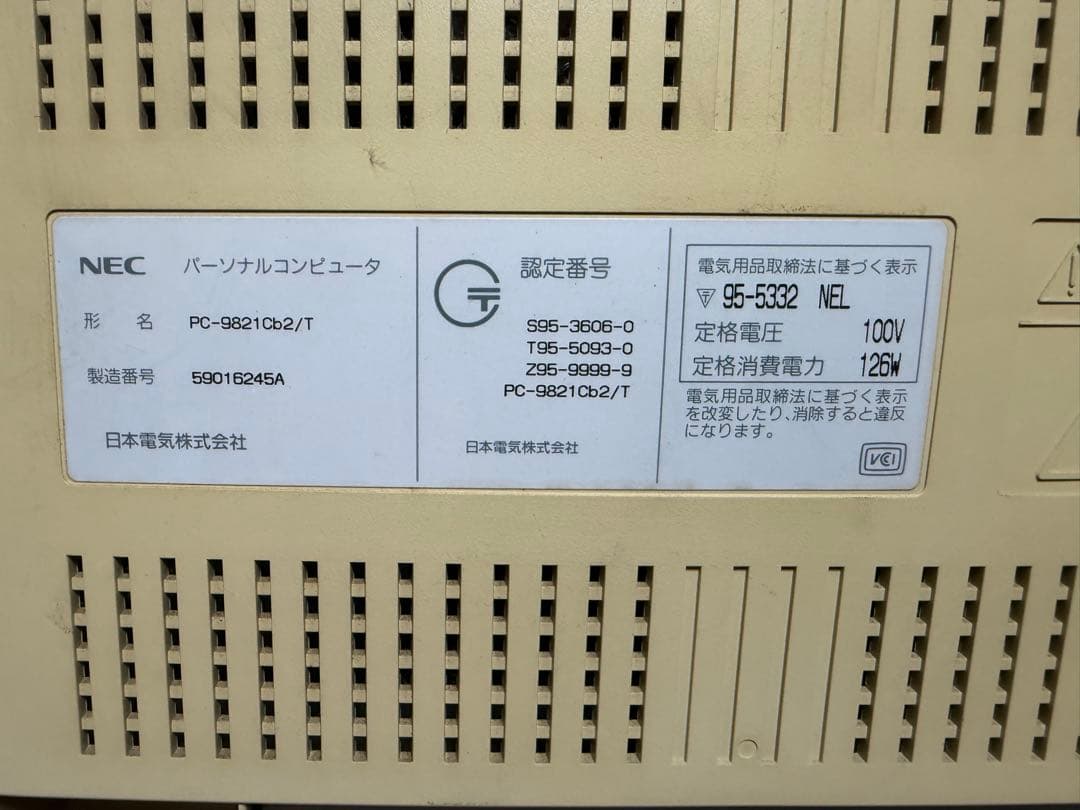 NEC パーソナルコンピュータ
形 名 PC-9821Cb2/T
製造番号 59016245A
日本電気株式会社
認定番号
S95-3606-0
T95-5093-0
Z95-9999-9
PC-9821Cb2/T
日本電気株式会社
電気用品取締法に基づく表示
〒 95-5332 NEL
定格電圧 100V
定格消費電力 126W
電気用品取締法に基づく表示
を改変したり、消除すると違反
になります。
VCI